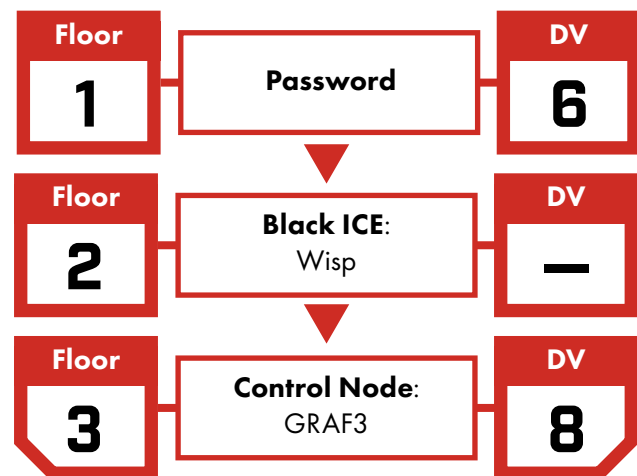 Floor
1
Password
DV
6
Floor
2
Black ICE:
Wisp
DV
—
Floor
3
Control Node:
GRAF3
DV
8